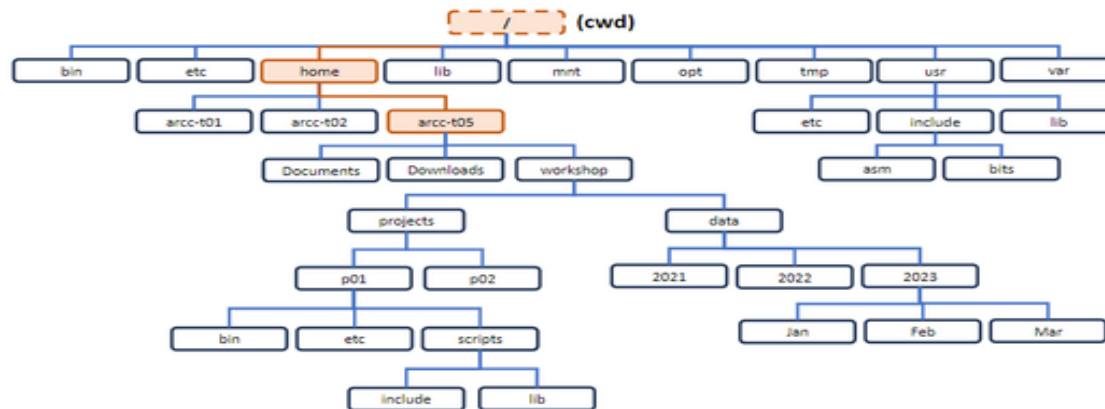 / (cwd)
bin etc home lib mnt opt tmp usr var
arcc-t01 arcc-t02 arcc-t05 etc include lib
Documents Downloads workshop asm bits
projects data
p01 p02 2021 2022 2023
bin etc scripts Jan Feb Mar
include lib